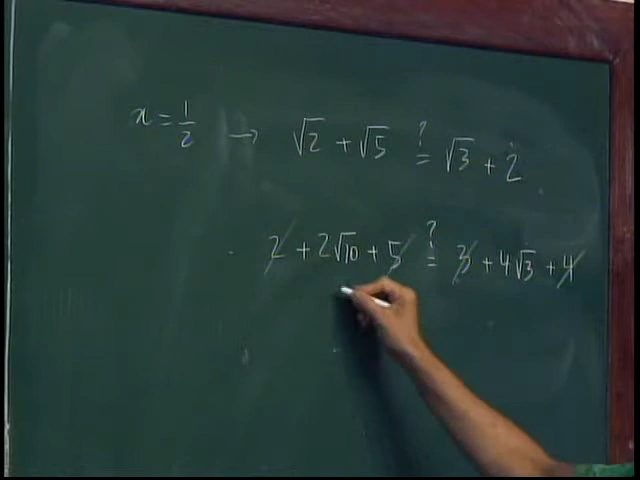 x = 1/2 → √2 + √5 ?= √3 + 2
2 + 2√10 + 5 ?= 3 + 4√3 + 4